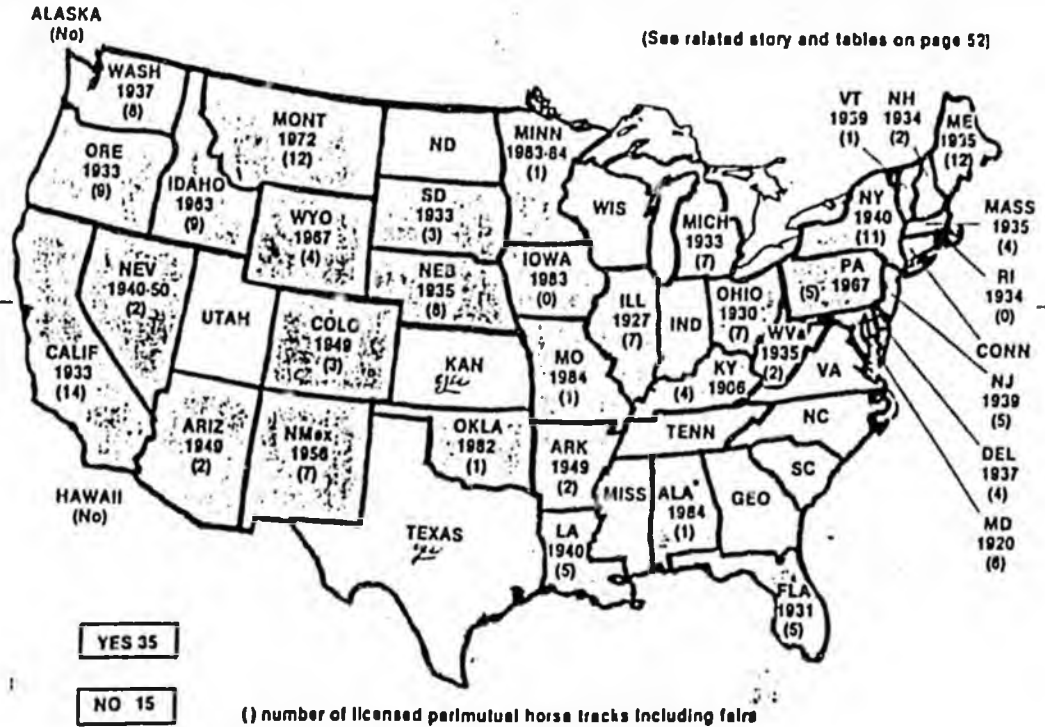 ALASKA
(No)
(See related story and tables on page 52)
WASH
1937
(8)
ORE
1933
(9)
IDAHO
1963
(9)
MONT
1972
(12)
ND
MINN
1983-84
(1)
WIS
MICH
1933
(7)
VT
1939
(1)
NH
1934
(2)
ME
1935
(12)
NY
1940
(11)
MASS
1935
(4)
RI
1934
(0)
CONN
NJ
1939
(5)
DEL
1937
(4)
MD
1920
(6)
WYO
1967
(4)
SD
1933
(3)
NEB
1935
(8)
IOWA
1983
(0)
ILL
1927
(7)
IND
OHIO
1930
(7)
PA
1967
(5)
WVa
1935
(2)
VA
KY
1906
(4)
NEV
1940-50
(2)
UTAH
COLO
1949
(3)
KAN
MO
1984
(1)
CALIF
1933
(14)
ARIZ
1949
(2)
NMex
1956
(7)
OKLA
1982
(1)
ARK
1949
(2)
TENN
NC
SC
MISS
ALA*
1984
(1)
GEO
HAWAII
(No)
TEXAS
LA
1940
(5)
FLA
1931
(5)
YES 35
NO 15
() number of licensed parimutual horse tracks including fairs